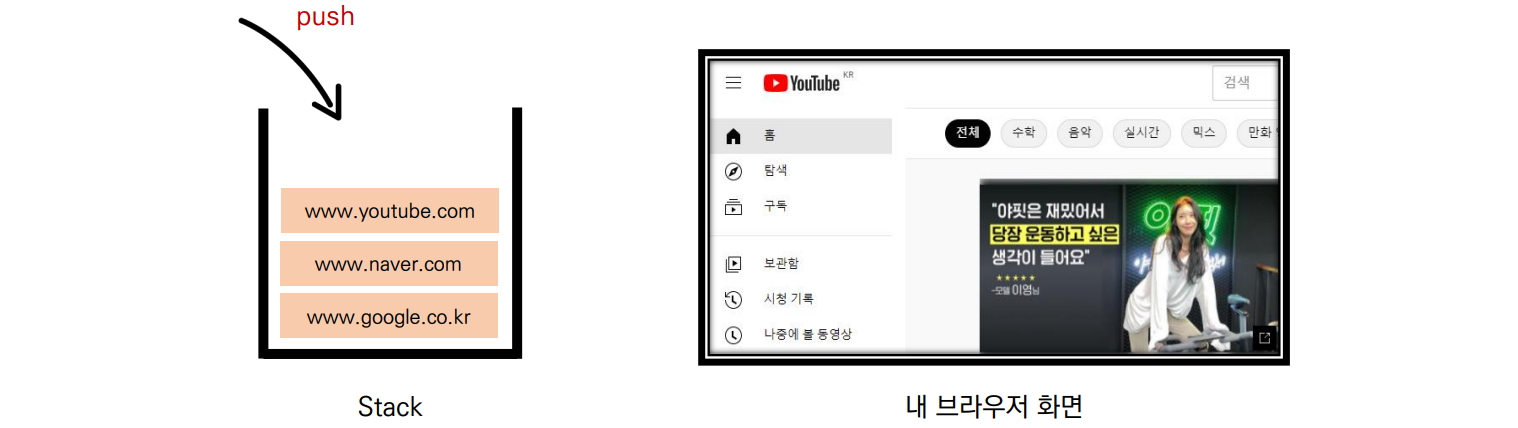 push
www.youtube.com
www.naver.com
www.google.co.kr
Stack
YouTube KR
검색
홈
탐색
구독
보관함
시청 기록
나중에 볼 동영상
전체
수학
음악
실시간
믹스
만화
"야핏은 재밌어서
당장 운동하고 싶은
생각이 들어요"
-모델 이영님
야핏
내 브라우저 화면